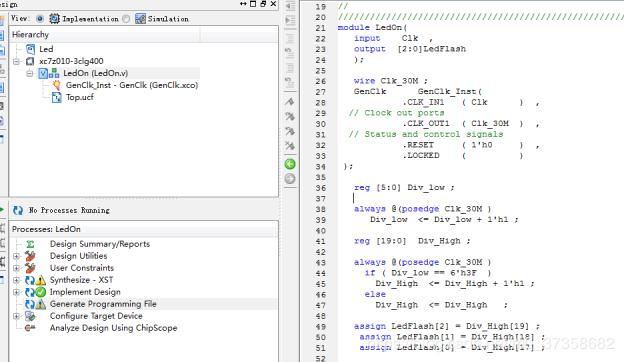 esign
View: Implementation Simulation
Hierarchy
Led
xc7z010-3clg400
LedOn (LedOn.v)
GenClk_Inst - GenClk (GenClk.xco)
Top.ucf
No Processes Running
Processes: LedOn
Design Summary/Reports
Design Utilities
User Constraints
Synthesize - XST
Implement Design
Generate Programming File
Configure Target Device
Analyze Design Using ChipScope
19 //
20 ////////////////////////////////////////////////////////
21 module LedOn(
22 input Clk ,
23 output [2:0]LedFlash
24 );
25
26 wire Clk_30M ;
27 GenClk GenClk_Inst(
28 .CLK_IN1 ( Clk ) ,
29 // Clock out ports
30 .CLK_OUT1 ( Clk_30M ) ,
31 // Status and control signals
32 .RESET ( 1'h0 ) ,
33 .LOCKED ( )
34 );
35
36 reg [5:0] Div_low ;
37
38 always @(posedge Clk_30M )
39 Div_low <= Div_low + 1'h1 ;
40
41 reg [19:0] Div_High ;
42
43 always @(posedge Clk_30M )
44 if ( Div_low == 6'h3F )
45 Div_High <= Div_High + 1'h1 ;
46 else
47 Div_High <= Div_High ;
48
49 assign LedFlash[2] = Div_High[19] ;
50 assign LedFlash[1] = Div_High[18] ;
51 assign LedFlash[0] = Div_High[17] ;
52